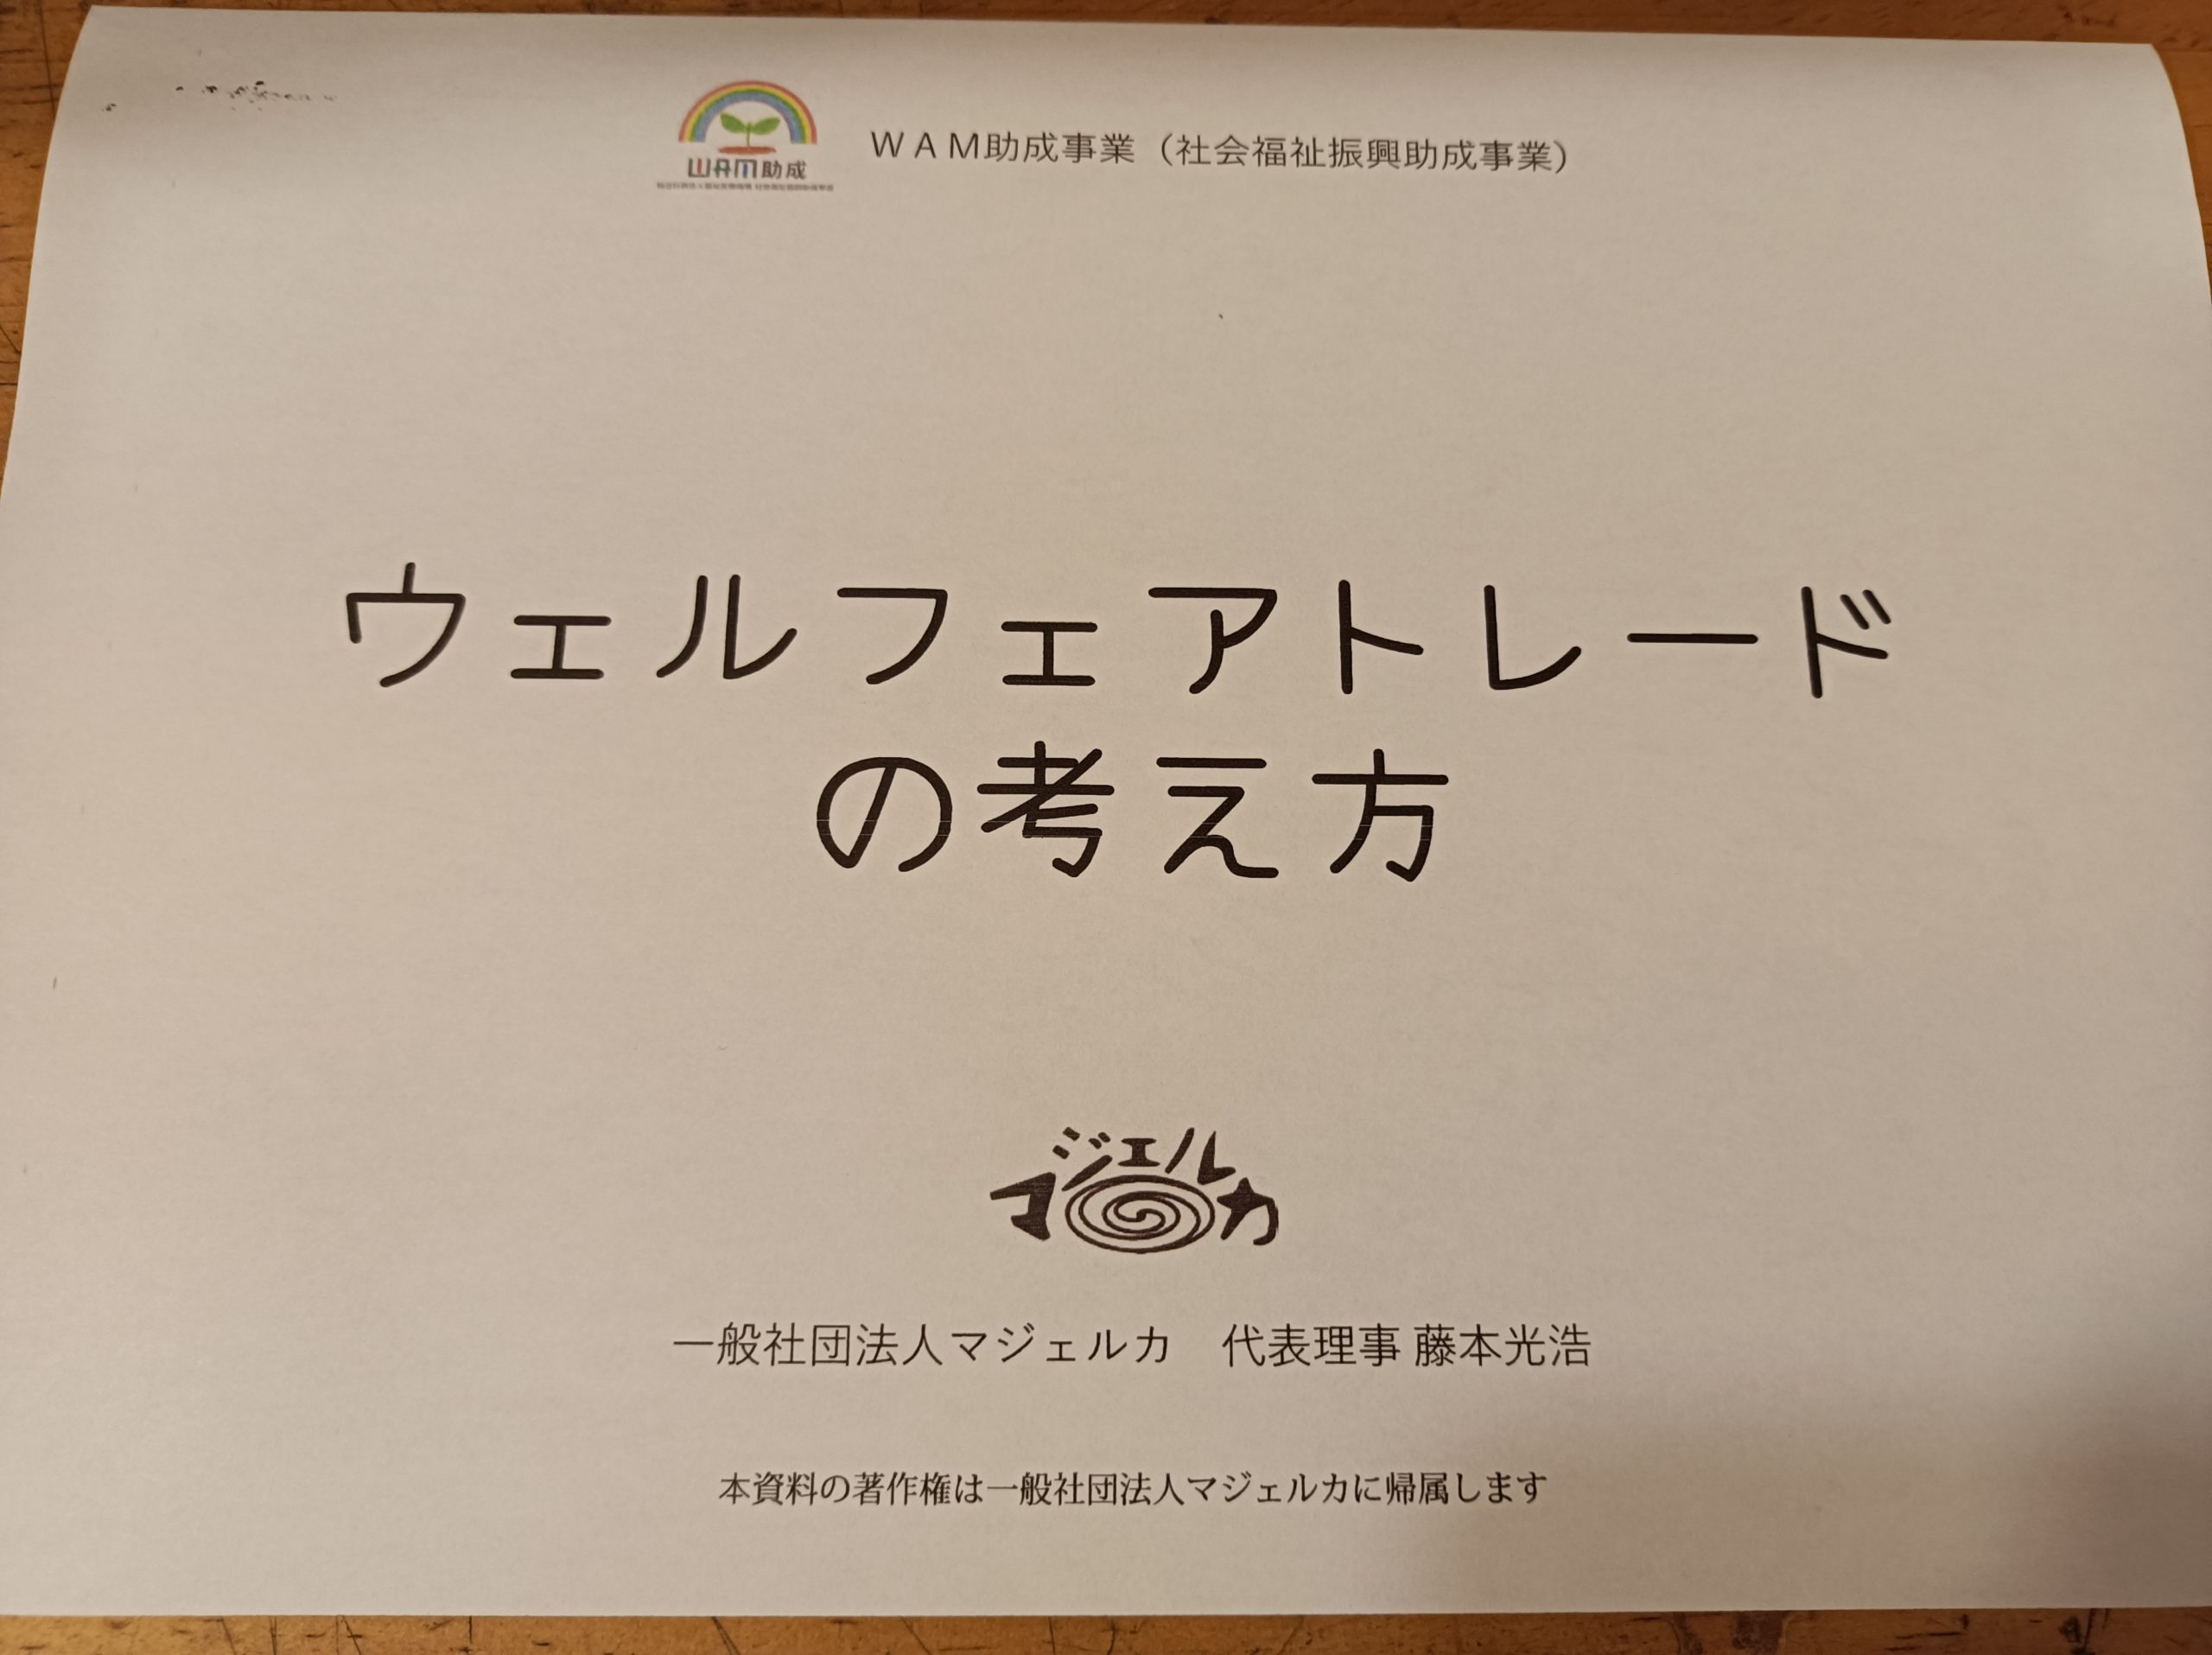 WAM助成
ＷＡＭ助成事業（社会福祉振興助成事業）
ウェルフェアトレード
の考え方
マジェルカ
一般社団法人マジェルカ　代表理事 藤本光浩
本資料の著作権は一般社団法人マジェルカに帰属します